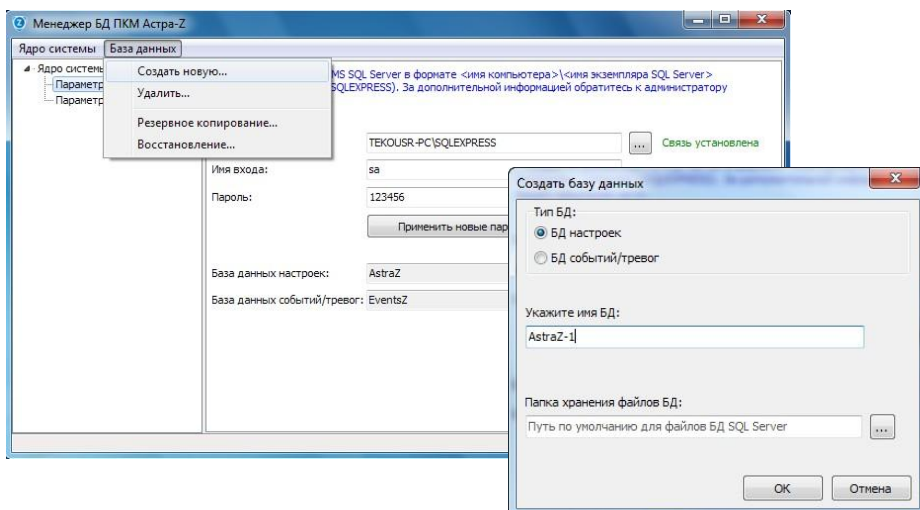 Менеджер БД ПКМ Астра-Z
Ядро системы База данных
Ядро систем
Параметр
Параметр
Создать новую...
Удалить...
Резервное копирование...
Восстановление...
MS SQL Server в формате <имя компьютера>\<имя экземпляра SQL Server>
SQLEXPRESS). За дополнительной информацией обратитесь к администратору
TEKOUSR-PC\SQLEXPRESS ... Связь установлена
Имя входа: sa
Пароль: 123456
Применить новые пар
База данных настроек: AstraZ
База данных событий/тревог: EventsZ
Создать базу данных
Тип БД:
БД настроек
БД событий/тревог
Укажите имя БД:
AstraZ-1
Папка хранения файлов БД:
Путь по умолчанию для файлов БД SQL Server ...
OK Отмена